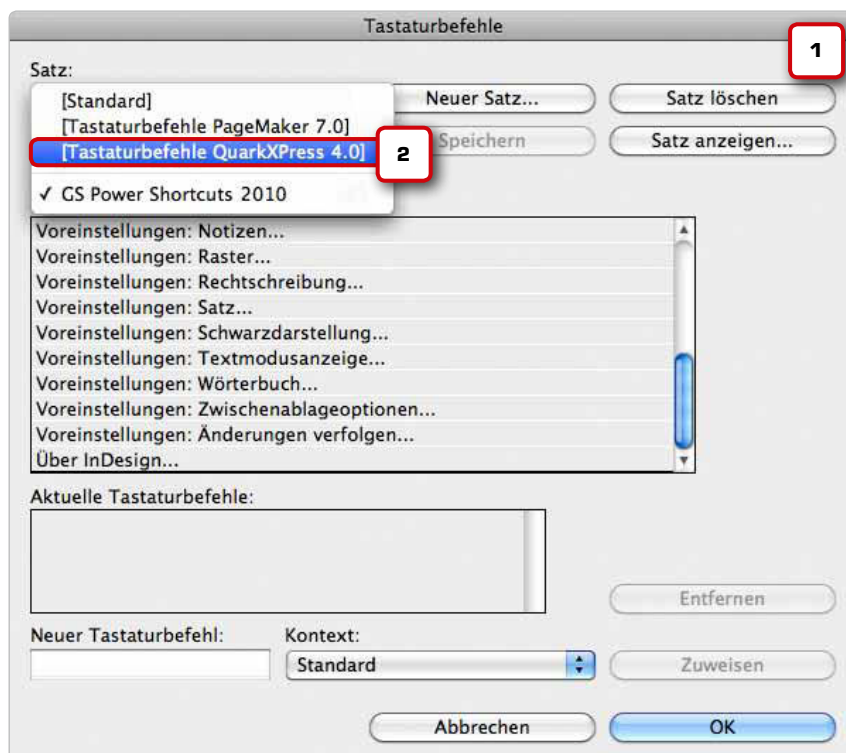 Tastaturbefehle
1
Satz:
[Standard]
[Tastaturbefehle PageMaker 7.0]
[Tastaturbefehle QuarkXPress 4.0]
2
✓ GS Power Shortcuts 2010
Neuer Satz...
Satz löschen
Speichern
Satz anzeigen...
Voreinstellungen: Notizen...
Voreinstellungen: Raster...
Voreinstellungen: Rechtschreibung...
Voreinstellungen: Satz...
Voreinstellungen: Schwarzdarstellung...
Voreinstellungen: Textmodusanzeige...
Voreinstellungen: Wörterbuch...
Voreinstellungen: Zwischenablageoptionen...
Voreinstellungen: Änderungen verfolgen...
Über InDesign...
Aktuelle Tastaturbefehle:
Entfernen
Neuer Tastaturbefehl:
Kontext:
Standard
Zuweisen
Abbrechen
OK